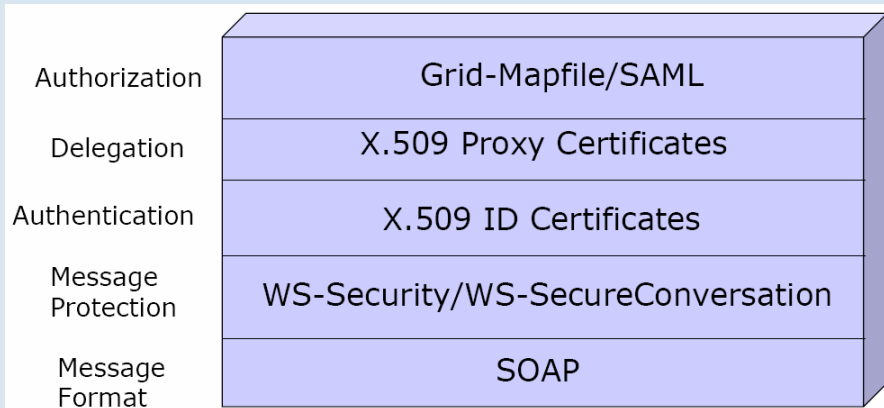 Authorization
Grid-Mapfile/SAML
Delegation
X.509 Proxy Certificates
Authentication
X.509 ID Certificates
Message
Protection
WS-Security/WS-SecureConversation
Message
Format
SOAP